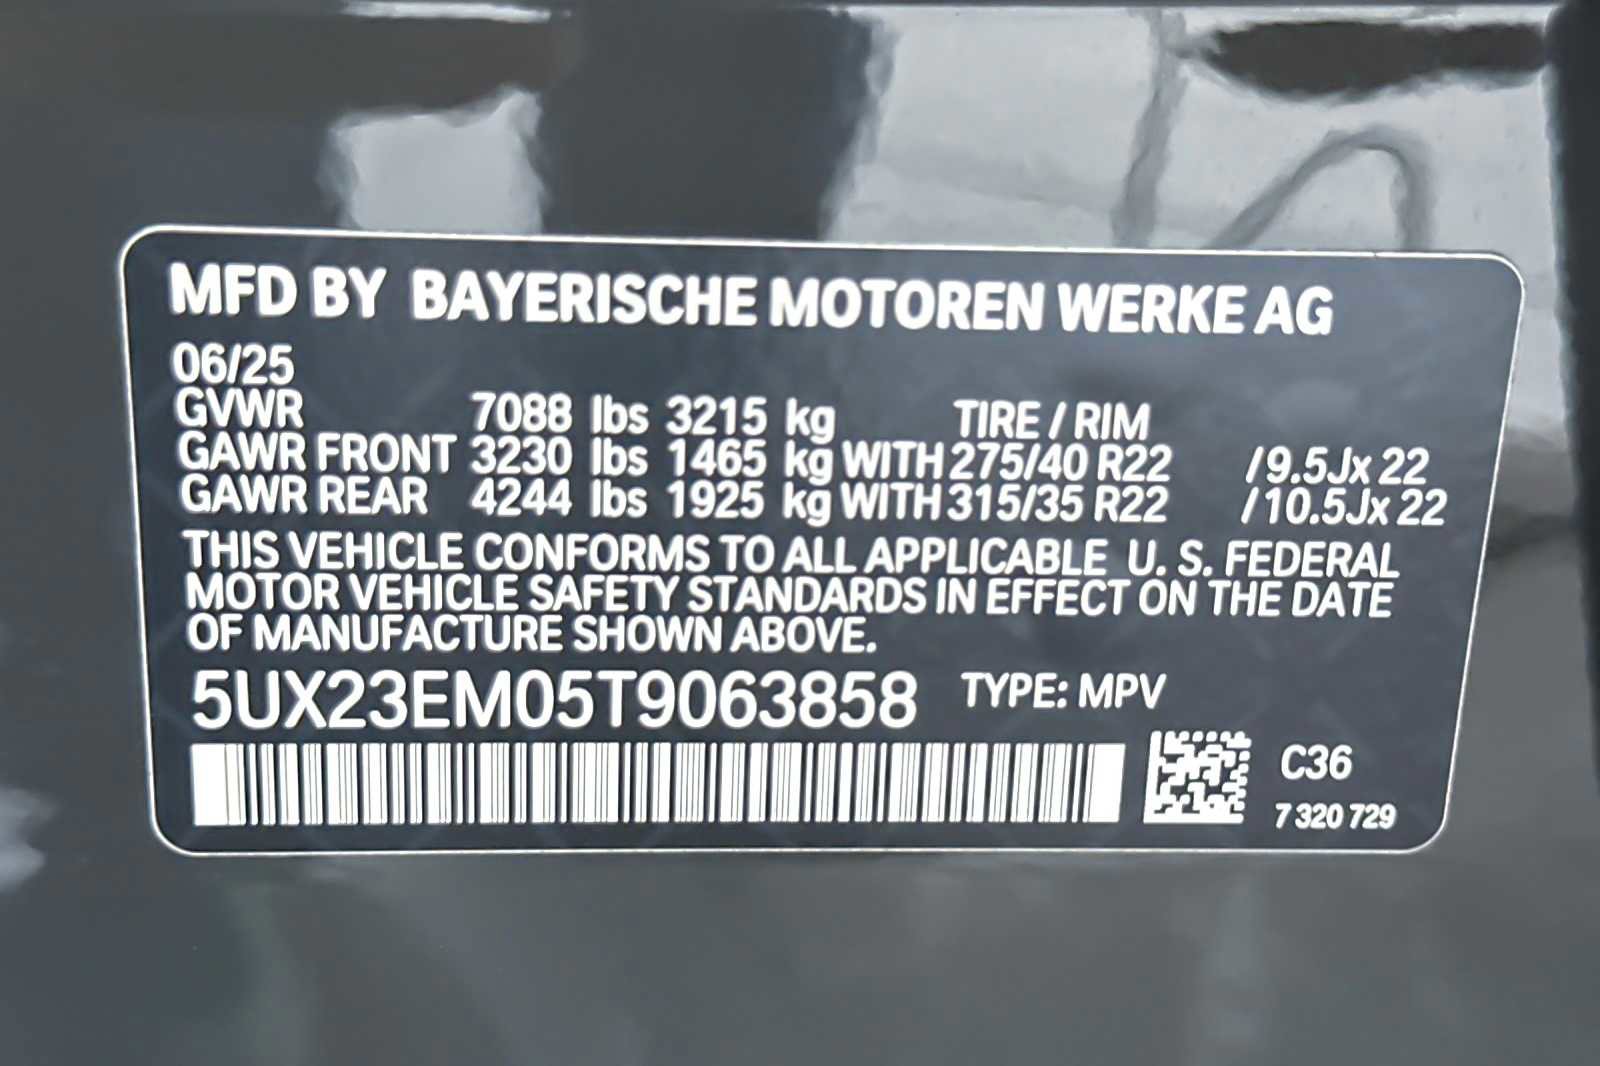 MFD BY BAYERISCHE MOTOREN WERKE AG
06/25
GVWR 7088 lbs 3215 kg TIRE / RIM
GAWR FRONT 3230 lbs 1465 kg WITH 275/40 R22 /9.5Jx 22
GAWR REAR 4244 lbs 1925 kg WITH 315/35 R22 /10.5Jx 22
THIS VEHICLE CONFORMS TO ALL APPLICABLE U. S. FEDERAL
MOTOR VEHICLE SAFETY STANDARDS IN EFFECT ON THE DATE
OF MANUFACTURE SHOWN ABOVE.
5UX23EM05T9063858 TYPE: MPV
C36
7 320 729